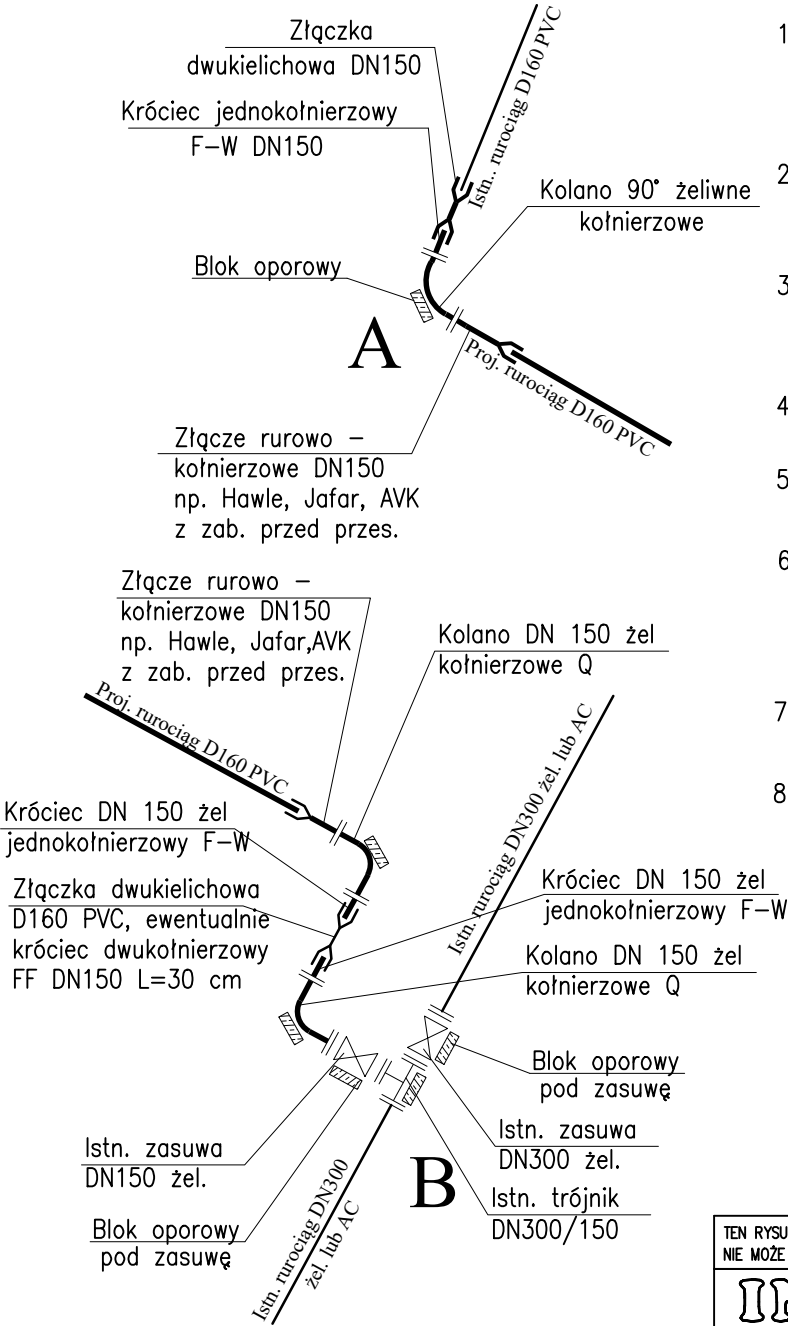 Złączka
dwukielichowa DN150
Króciec jednokołnierzowy
F-W DN150
Istn.. rurociąg D160 PVC
Kolano 90° żeliwne
kołnierzowe
Blok oporowy
A
Proj. rurociąg D160 PVC
Złącze rurowo -
kołnierzowe DN150
np. Hawle, Jafar, AVK
z zab. przed przes.
Złącze rurowo -
kołnierzowe DN150
np. Hawle, Jafar,AVK
z zab. przed przes.
Kolano DN 150 żel
kołnierzowe Q
Proj. rurociąg D160 PVC
Istn. rurociąg DN300 żel. lub AC
Króciec DN 150 żel
jednokołnierzowy F-W
Złączka dwukielichowa
D160 PVC, ewentualnie
króciec dwukołnierzowy
FF DN150 L=30 cm
Króciec DN 150 żel
jednokołnierzowy F-W
Kolano DN 150 żel
kołnierzowe Q
Blok oporowy
pod zasuwę
Istn. zasuwa
DN150 żel.
Istn. zasuwa
DN300 żel.
B
Istn. trójnik
DN300/150
Blok oporowy
pod zasuwę
Istn. rurociąg DN300
żel. lub AC
1
2
3
4
5
6
7
8
TEN RYSU
NIE MOŻE